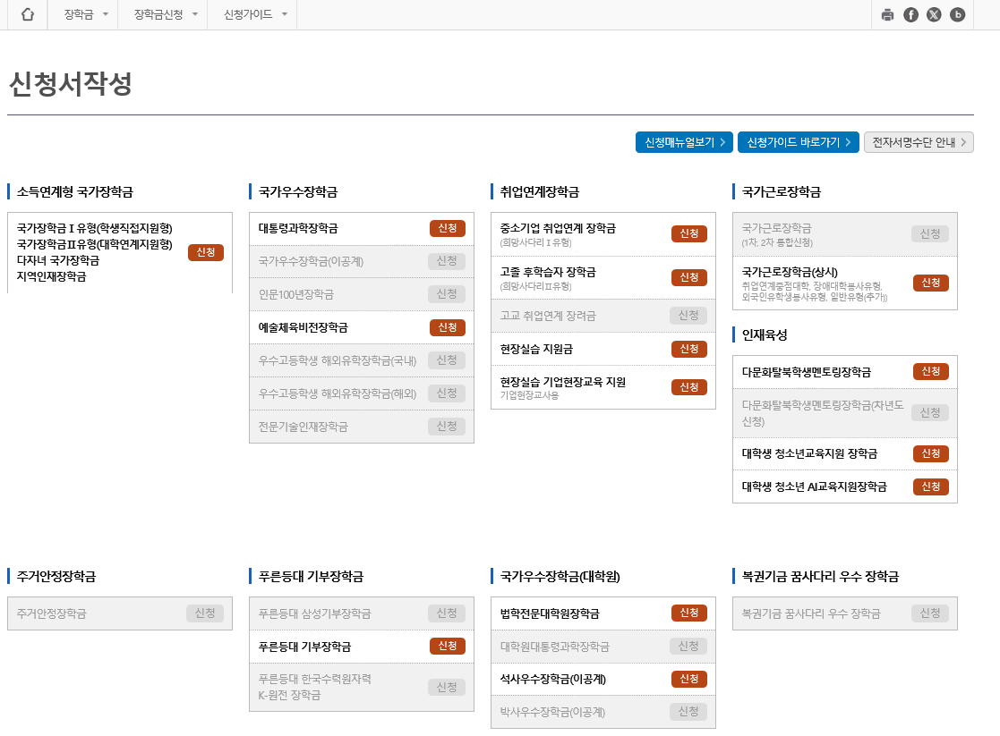 장학금
장학금신청
신청가이드
신청서작성
신청매뉴얼보기
신청가이드 바로가기
전자서명수단 안내
소득연계형 국가장학금
국가장학금Ⅰ유형(학생직접지원형)
국가장학금Ⅱ유형(대학연계지원형)
다자녀 국가장학금
지역인재장학금
신청
국가우수장학금
대통령과학장학금 신청
국가우수장학금(이공계) 신청
인문100년장학금 신청
예술체육비전장학금 신청
우수고등학생 해외유학장학금(국내) 신청
우수고등학생 해외유학장학금(해외) 신청
전문기술인재장학금 신청
취업연계장학금
중소기업 취업연계 장학금 신청
(희망사다리Ⅰ유형)
고졸 후학습자 장학금 신청
(희망사다리Ⅱ유형)
고교 취업연계 장려금 신청
현장실습 지원금 신청
현장실습 기업현장교육 지원 신청
기업현장교사용
국가근로장학금
국가근로장학금 신청
(1차, 2차 통합신청)
국가근로장학금(상시) 신청
취업연계중점대학, 장애대학봉사유형,
외국인유학생봉사유형, 일반유형(추가))
인재육성
다문화탈북학생멘토링장학금 신청
다문화탈북학생멘토링장학금(차년도
신청) 신청
대학생 청소년교육지원 장학금 신청
대학생 청소년 AI교육지원장학금 신청
주거안정장학금
주거안정장학금 신청
푸른등대 기부장학금
푸른등대 삼성기부장학금 신청
푸른등대 기부장학금 신청
푸른등대 한국수력원자력
K-원전 장학금 신청
국가우수장학금(대학원)
법학전문대학원장학금 신청
대학원대통령과학장학금 신청
석사우수장학금(이공계) 신청
박사우수장학금(이공계) 신청
복권기금 꿈사다리 우수 장학금
복권기금 꿈사다리 우수 장학금 신청